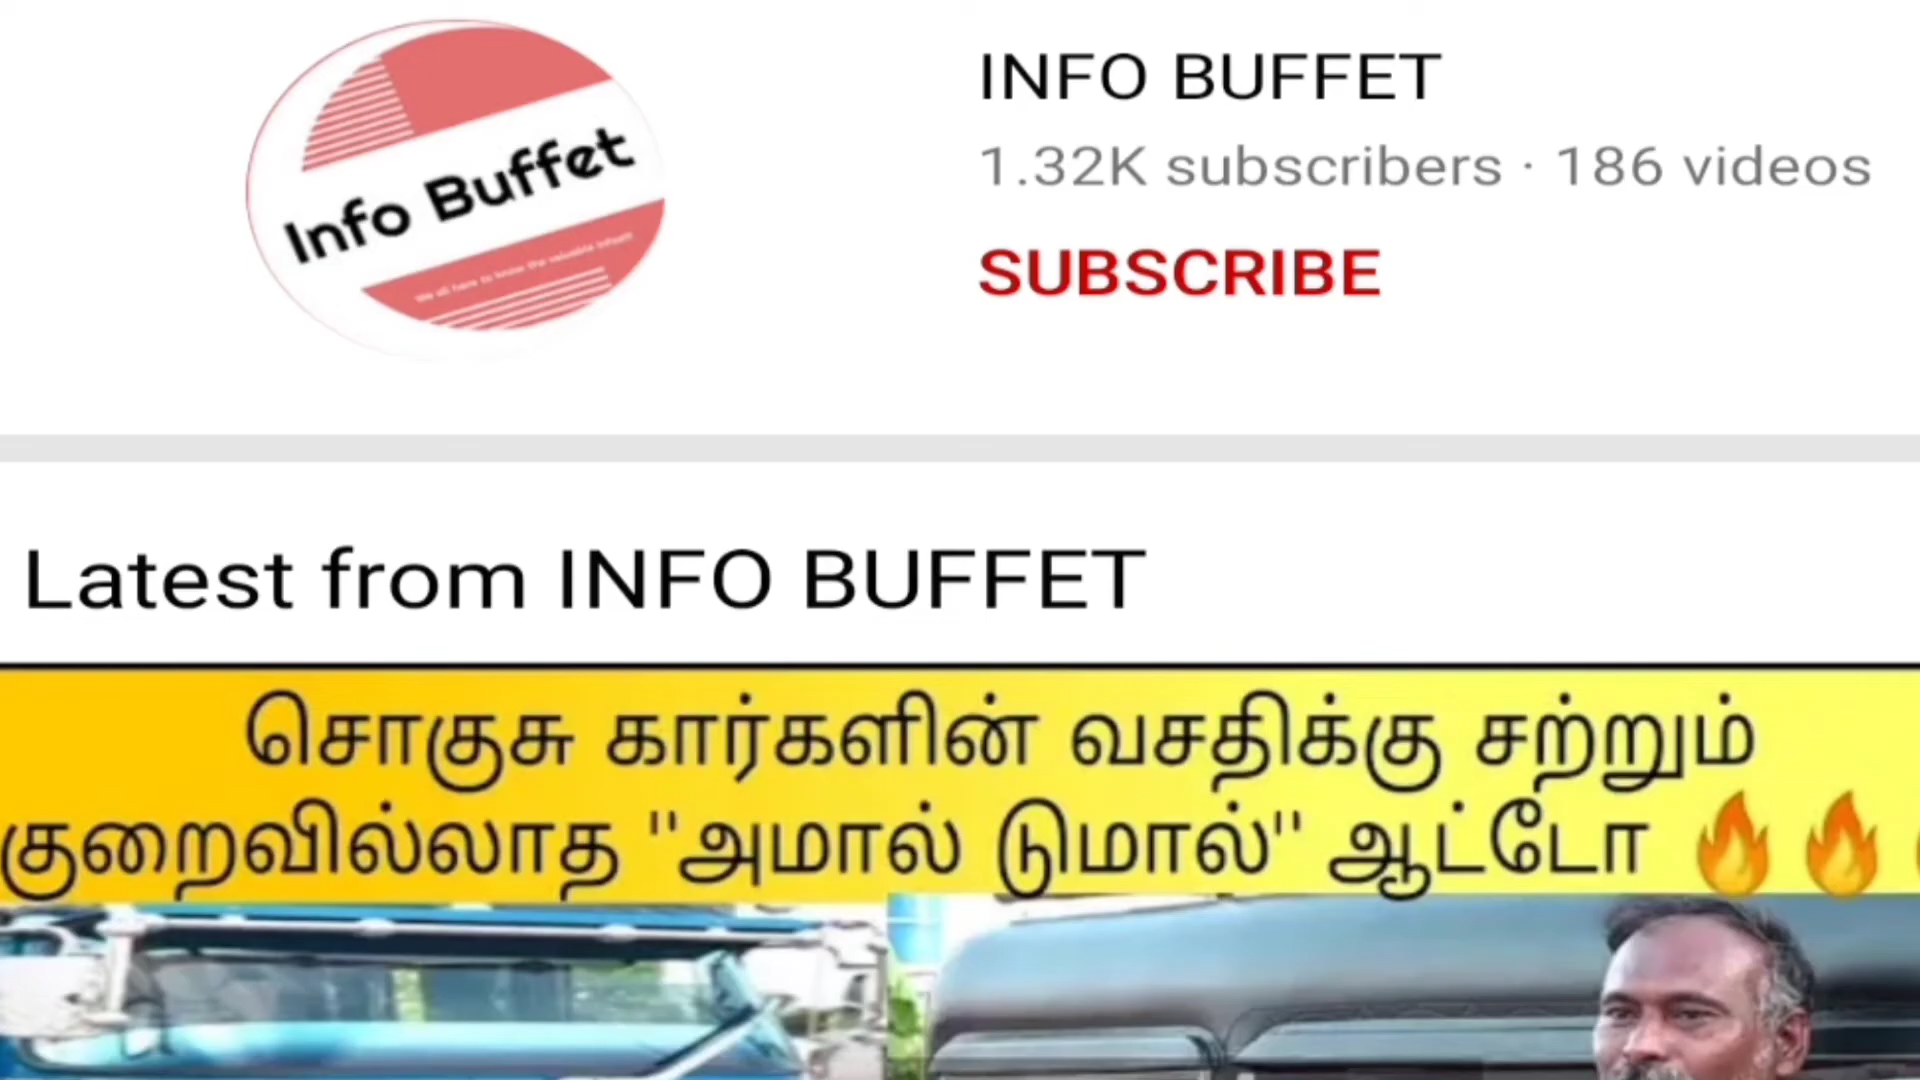 Info Buffet
INFO BUFFET
1.32K subscribers · 186 videos
SUBSCRIBE
Latest from INFO BUFFET
சொகுசு கார்களின் வசதிக்கு சற்றும்
குறைவில்லாத "அமால் டுமால்" ஆட்டோ 🔥🔥